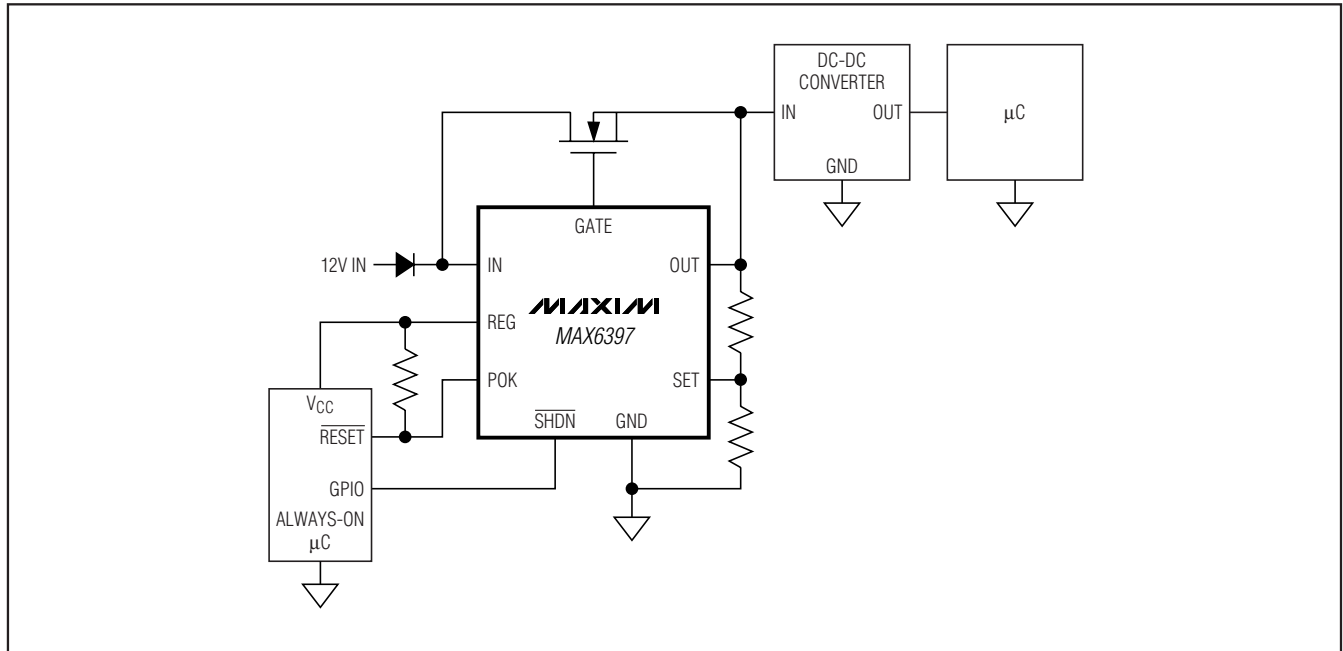 DC-DC
CONVERTER
IN
OUT
GND
μC
GATE
12V IN
IN
OUT
MAXIM
MAX6397
REG
POK
SET
SHDN
GND
VCC
RESET
GPIO
ALWAYS-ON
μC